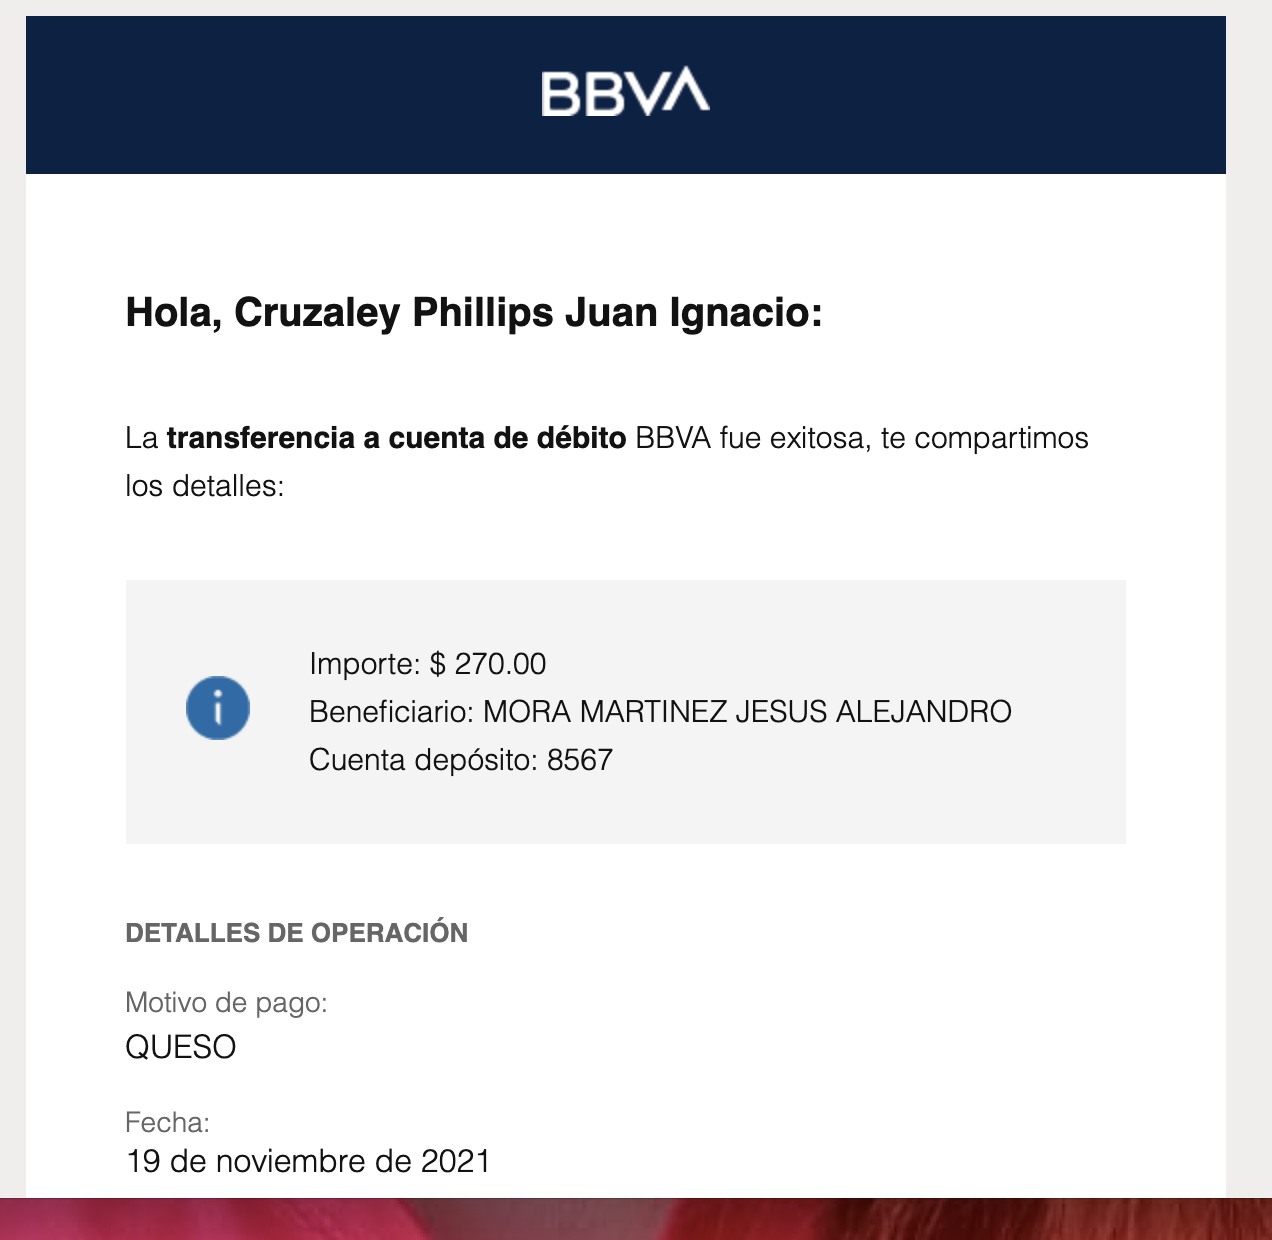 BBVA
Hola, Cruzaley Phillips Juan Ignacio:
La transferencia a cuenta de débito BBVA fue exitosa, te compartimos
los detalles:
Importe: $ 270.00
Beneficiario: MORA MARTINEZ JESUS ALEJANDRO
Cuenta depósito: 8567
DETALLES DE OPERACIÓN
Motivo de pago:
QUESO
Fecha:
19 de noviembre de 2021